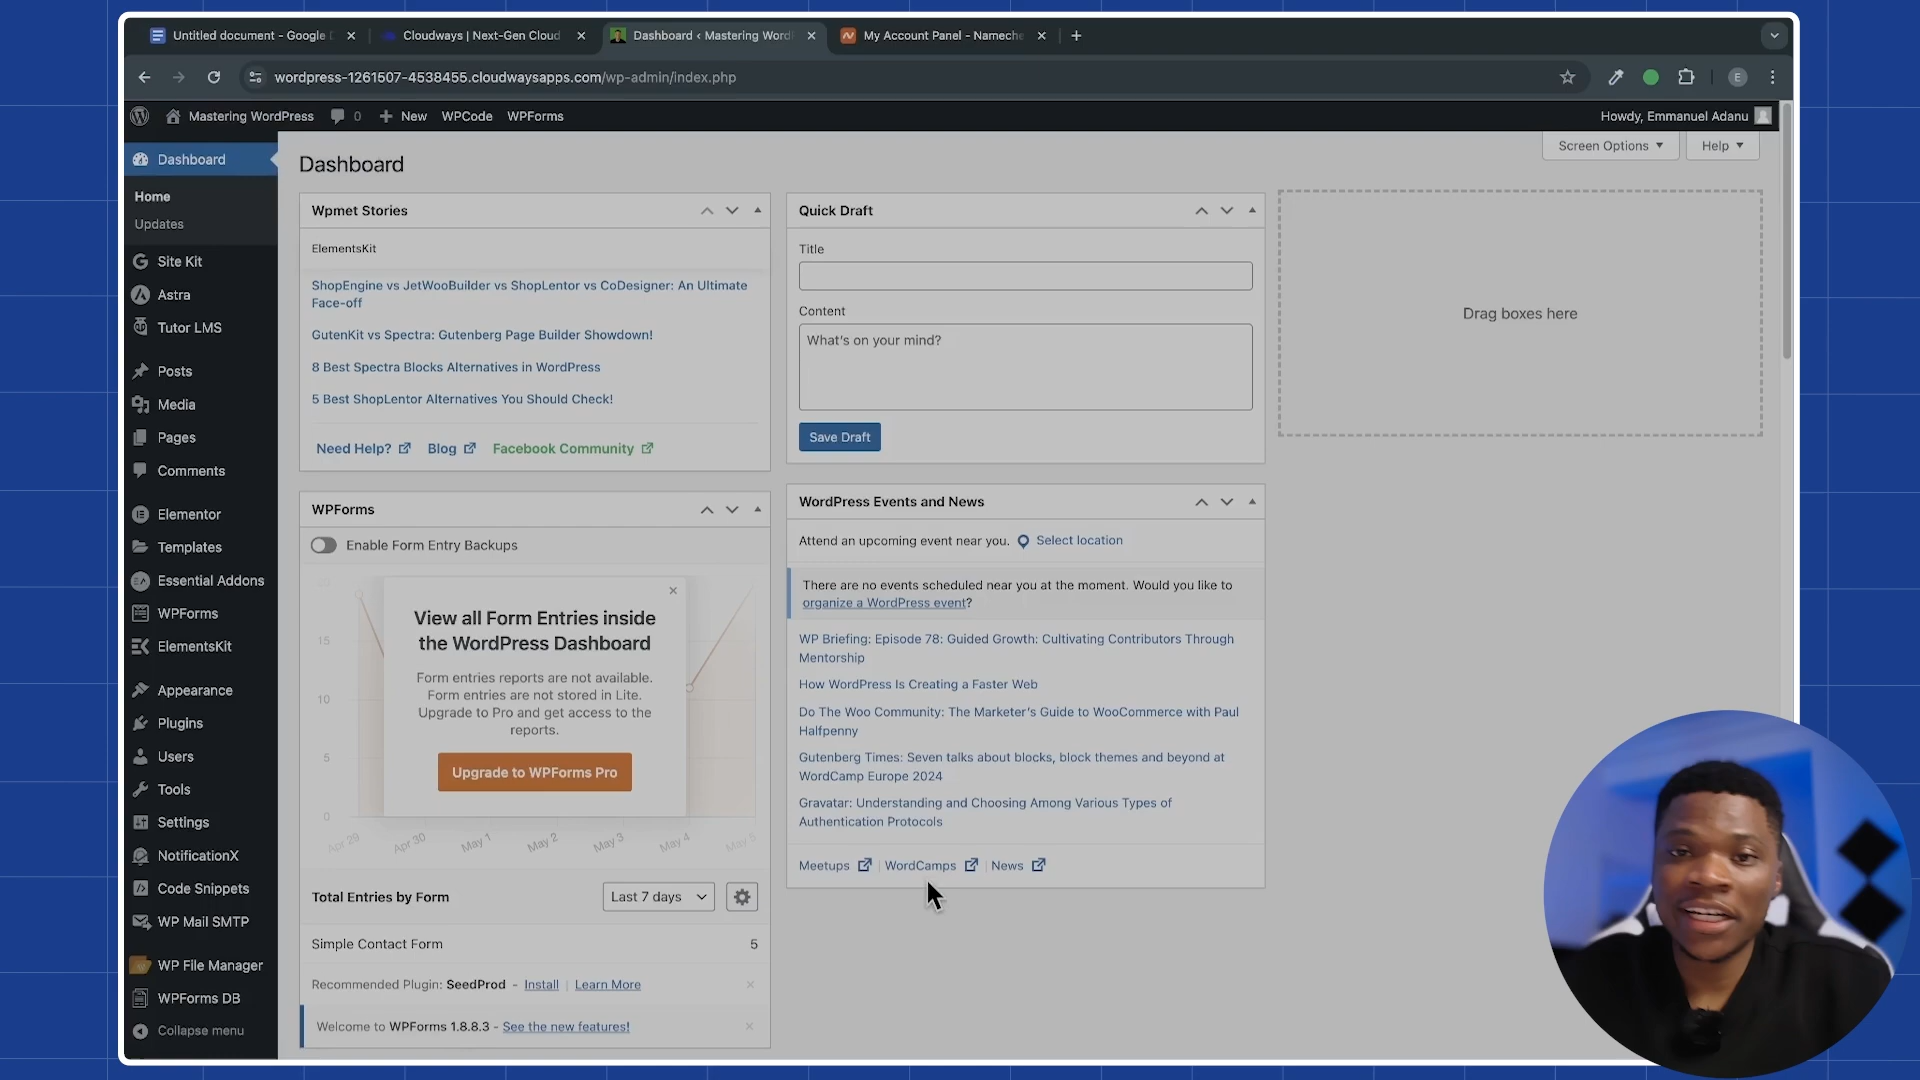 Untitled document - Google
Cloudways | Next-Gen Cloud
Dashboard ‹ Mastering Word
My Account Panel - Nameche
wordpress-1261507-4538455.cloudwaysapps.com/wp-admin/index.php
E
Mastering WordPress
0
New
WPCode
WPForms
Howdy, Emmanuel Adanu
Screen Options
Help
Dashboard
Home
Updates
Site Kit
Astra
Tutor LMS
Posts
Media
Pages
Comments
Elementor
Templates
Essential Addons
WPForms
ElementsKit
Appearance
Plugins
Users
Tools
Settings
NotificationX
Code Snippets
WP Mail SMTP
WP File Manager
WPForms DB
Collapse menu
Dashboard
Wpmet Stories
ElementsKit
ShopEngine vs JetWooBuilder vs ShopLentor vs CoDesigner: An Ultimate
Face-off
GutenKit vs Spectra: Gutenberg Page Builder Showdown!
8 Best Spectra Blocks Alternatives in WordPress
5 Best ShopLentor Alternatives You Should Check!
Need Help?
Blog
Facebook Community
WPForms
Enable Form Entry Backups
20
15
10
5
0
View all Form Entries inside
the WordPress Dashboard
Form entries reports are not available.
Form entries are not stored in Lite.
Upgrade to Pro and get access to the
reports.
Upgrade to WPForms Pro
Apr 29
Apr 30
May 1
May 2
May 3
May 4
May 5
Total Entries by Form
Last 7 days
Simple Contact Form
5
Recommended Plugin: SeedProd - Install | Learn More
Welcome to WPForms 1.8.8.3 - See the new features!
Quick Draft
Title
Content
What's on your mind?
Save Draft
WordPress Events and News
Attend an upcoming event near you. Select location
There are no events scheduled near you at the moment. Would you like to
organize a WordPress event?
WP Briefing: Episode 78: Guided Growth: Cultivating Contributors Through
Mentorship
How WordPress Is Creating a Faster Web
Do The Woo Community: The Marketer's Guide to WooCommerce with Paul
Halfpenny
Gutenberg Times: Seven talks about blocks, block themes and beyond at
WordCamp Europe 2024
Gravatar: Understanding and Choosing Among Various Types of
Authentication Protocols
Meetups | WordCamps | News
Drag boxes here